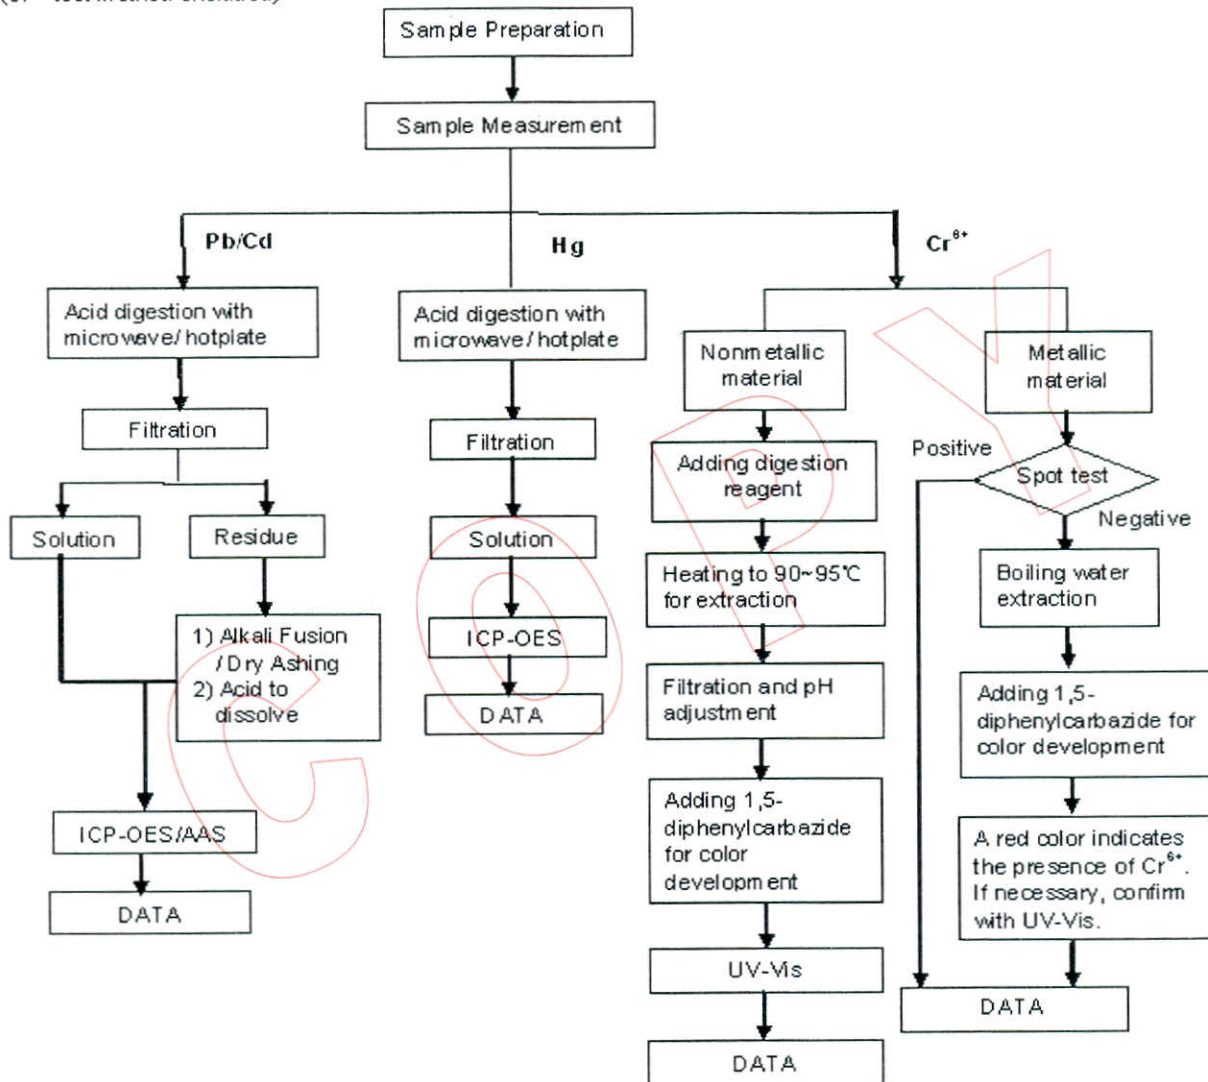 Sample Preparation
Sample Measurement
Pb/Cd
Hg
Cr⁶⁺
Acid digestion with
microwave/ hotplate
Filtration
Solution
Residue
1) Alkali Fusion
/ Dry Ashing
2) Acid to
dissolve
ICP-OES/AAS
DATA
Acid digestion with
microwave/ hotplate
Filtration
Solution
ICP-OES
DATA
Nonmetallic
material
Adding digestion
reagent
Heating to 90~95℃
for extraction
Filtration and pH
adjustment
Adding 1,5-
diphenylcarbazide
for color
development
UV-Vis
DATA
Metallic
material
Spot test
Positive
Negative
Boiling water
extraction
Adding 1,5-
diphenylcarbazide for
color development
A red color indicates
the presence of Cr⁶⁺.
If necessary, confirm
with UV-Vis.
DATA
COPY